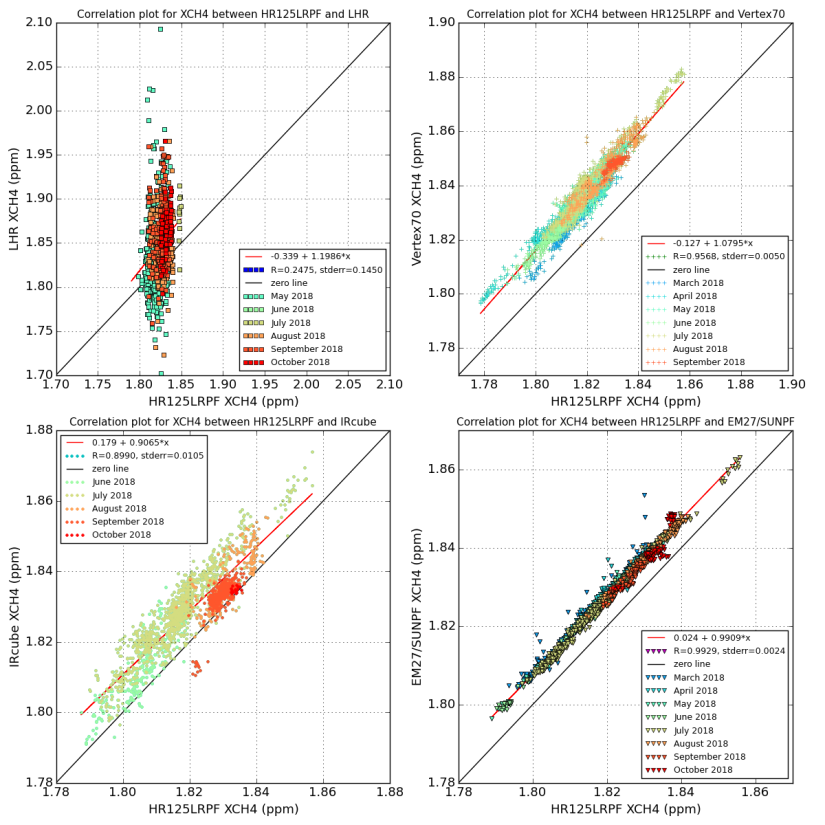 Correlation plot for XCH4 between HR125LRPF and LHR
2.10
2.05
2.00
1.95
1.90
1.85
1.80
1.75
1.70
LHR XCH4 (ppm)
-0.339 + 1.1986*x
R=0.2475, stderr=0.1450
zero line
May 2018
June 2018
July 2018
August 2018
September 2018
October 2018
1.70 1.75 1.80 1.85 1.90 1.95 2.00 2.05 2.10
HR125LRPF XCH4 (ppm)
Correlation plot for XCH4 between HR125LRPF and Vertex70
1.90
1.88
1.86
1.84
1.82
1.80
1.78
Vertex70 XCH4 (ppm)
-0.127 + 1.0795*x
R=0.9568, stderr=0.0050
zero line
March 2018
April 2018
May 2018
June 2018
July 2018
August 2018
September 2018
1.78 1.80 1.82 1.84 1.86 1.88 1.90
HR125LRPF XCH4 (ppm)
Correlation plot for XCH4 between HR125LRPF and IRcube
1.88
1.86
1.84
1.82
1.80
1.78
IRcube XCH4 (ppm)
0.179 + 0.9065*x
R=0.8990, stderr=0.0105
zero line
June 2018
July 2018
August 2018
September 2018
October 2018
1.78 1.80 1.82 1.84 1.86 1.88
HR125LRPF XCH4 (ppm)
Correlation plot for XCH4 between HR125LRPF and EM27/SUNPF
1.86
1.84
1.82
1.80
1.78
EM27/SUNPF XCH4 (ppm)
0.024 + 0.9909*x
R=0.9929, stderr=0.0024
zero line
March 2018
April 2018
May 2018
June 2018
July 2018
August 2018
September 2018
October 2018
1.78 1.80 1.82 1.84 1.86
HR125LRPF XCH4 (ppm)